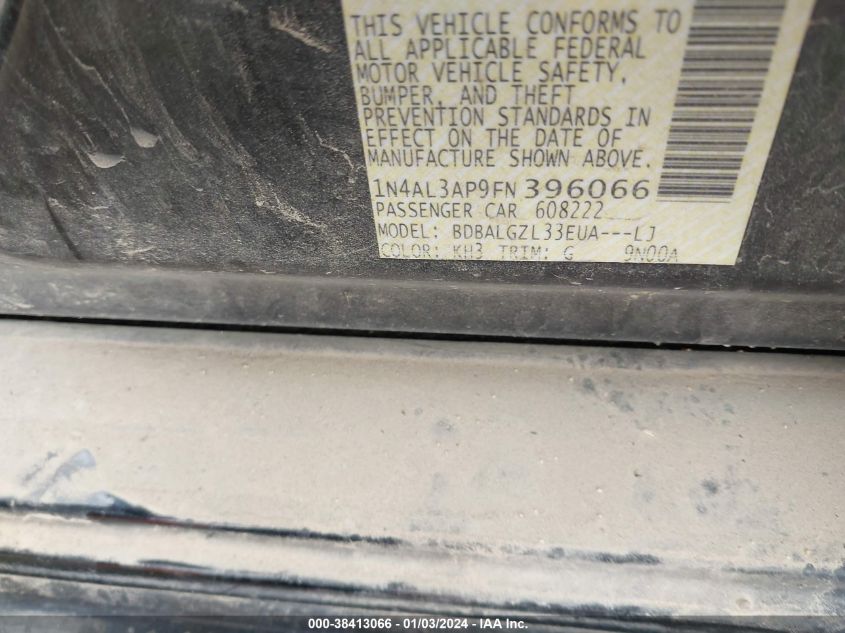 THIS VEHICLE CONFORMS TO
ALL APPLICABLE FEDERAL
MOTOR VEHICLE SAFETY,
BUMPER, AND THEFT
PREVENTION STANDARDS IN
EFFECT ON THE DATE OF
MANUFACTURE SHOWN ABOVE.
1N4AL3AP9FN396066
PASSENGER CAR 608222
MODEL: BDBALGZL33EUA---LJ
COLOR: KH3 TRIM: G 9N00A
000-38413066 - 01/03/2024 - IAA Inc.